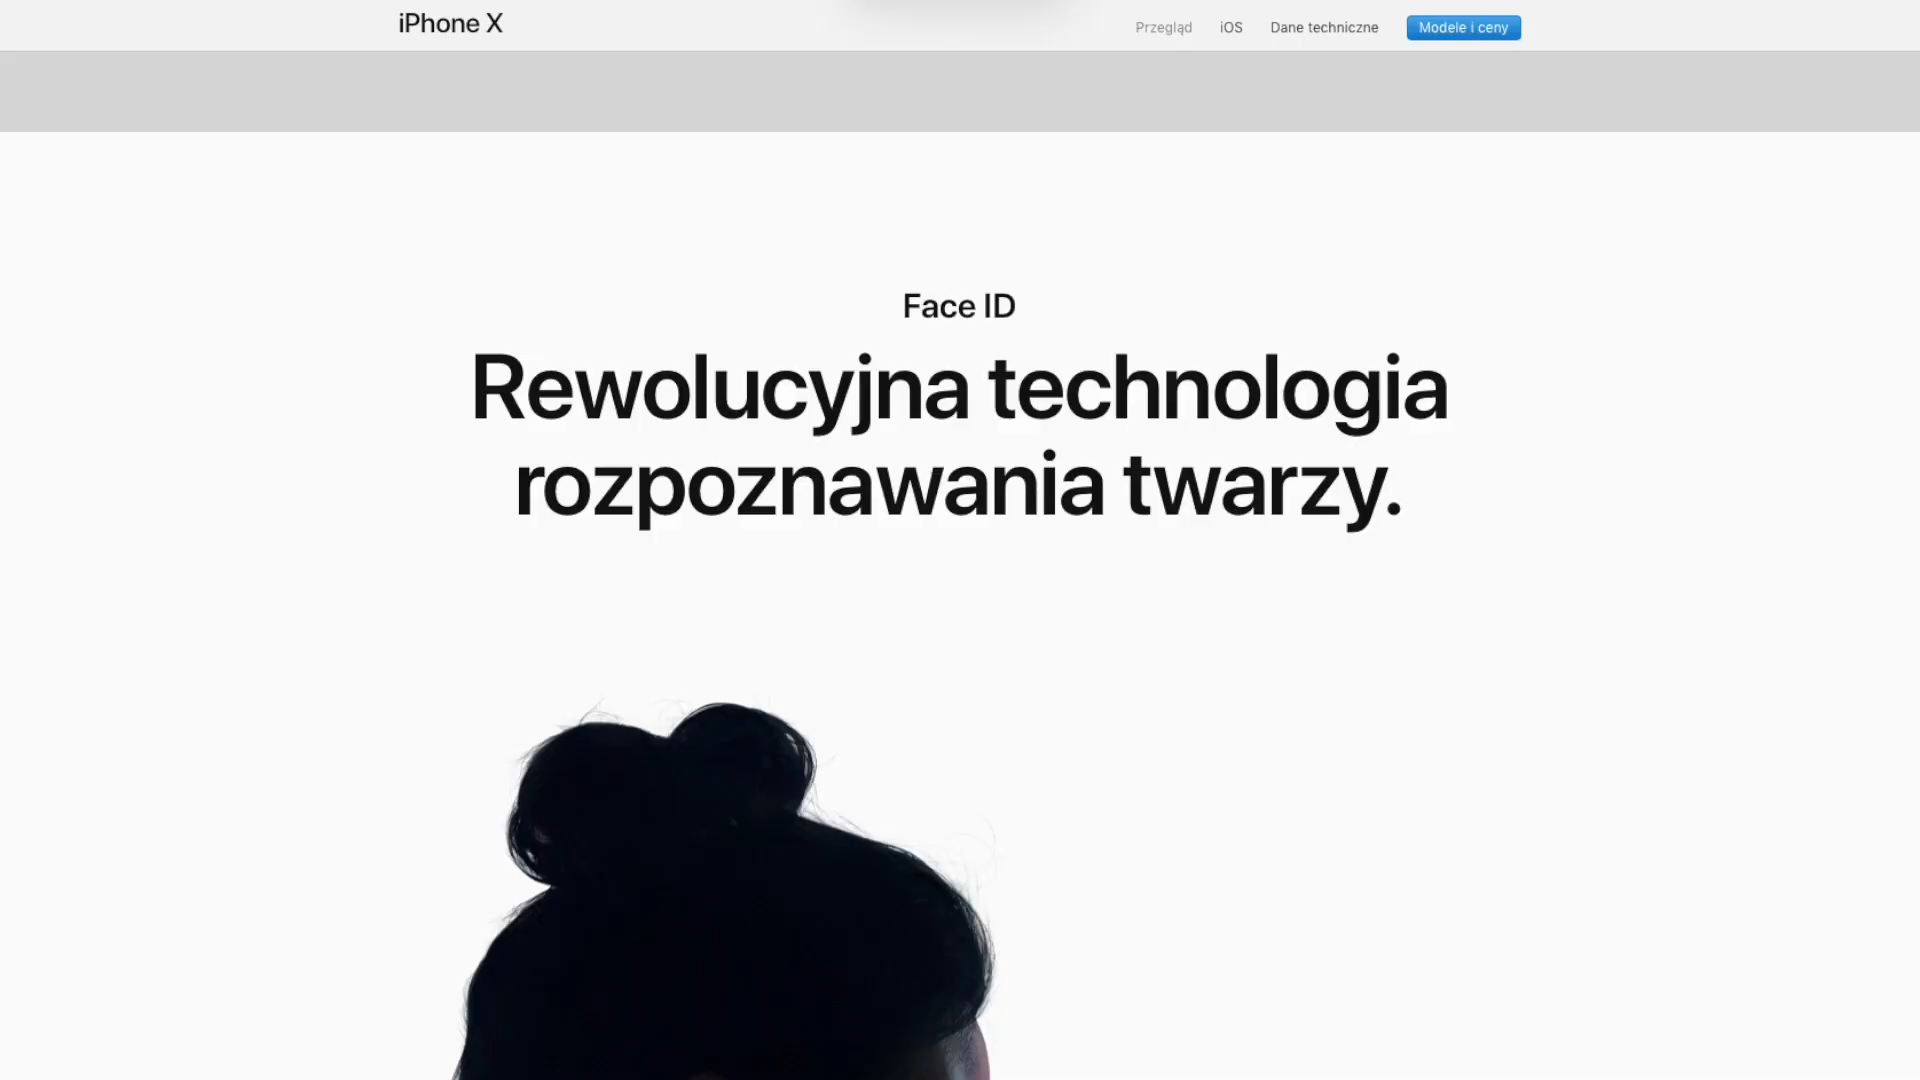 iPhone X
Przegląd
iOS
Dane techniczne
Modele i ceny
Face ID
Rewolucyjna technologia
rozpoznawania twarzy.